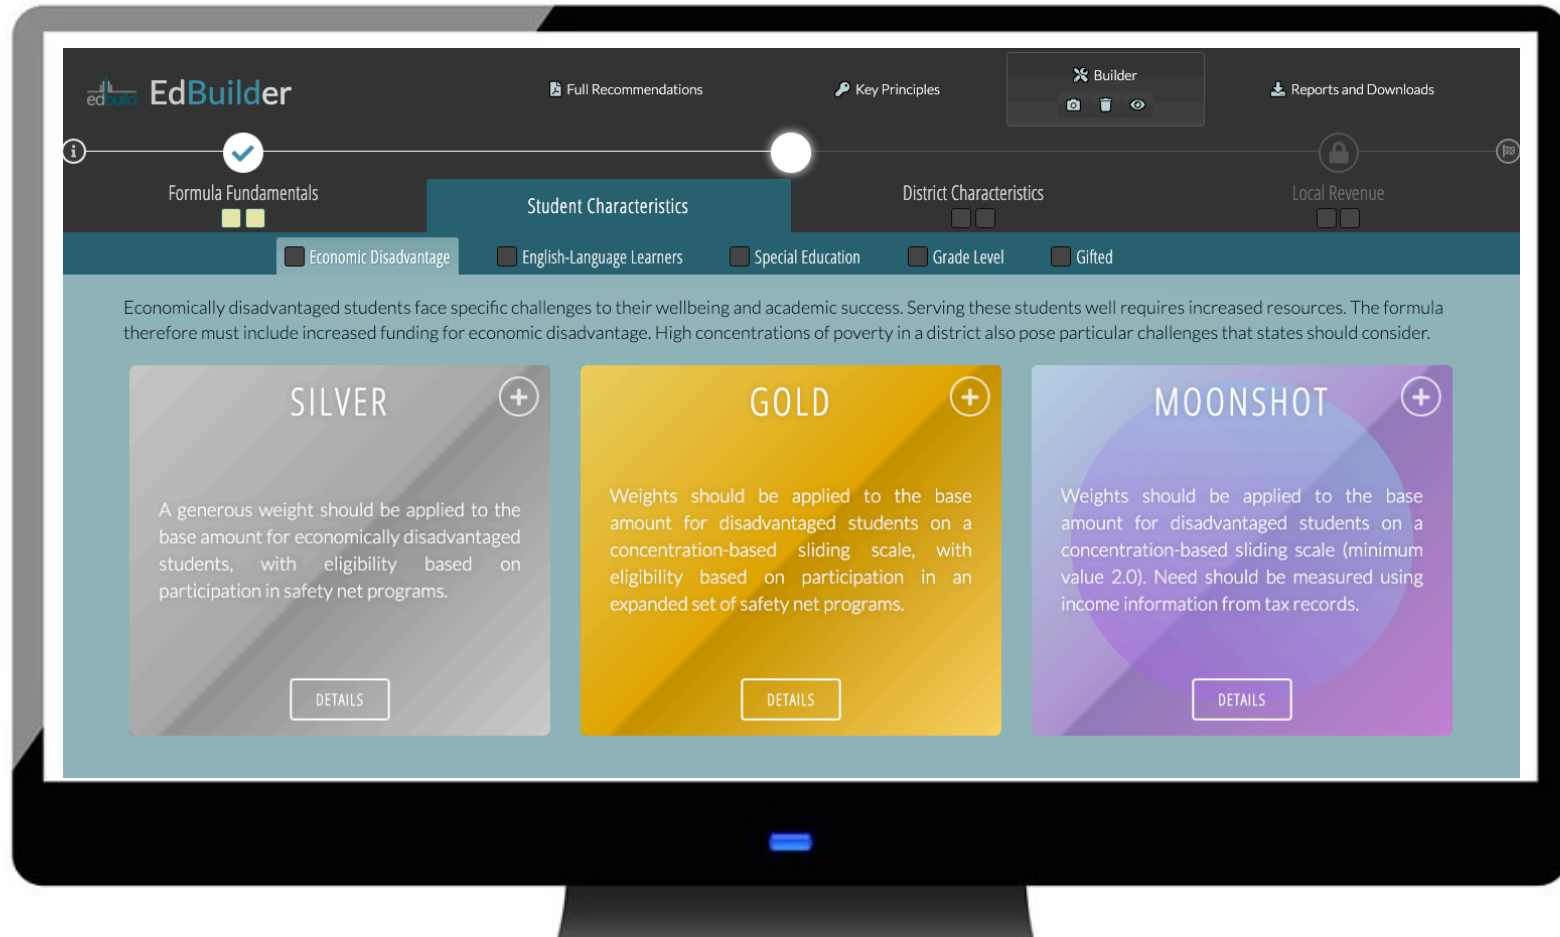 edbuild EdBuilder
Full Recommendations
Key Principles
Builder
Reports and Downloads
Formula Fundamentals
Student Characteristics
District Characteristics
Local Revenue
Economic Disadvantage
English-Language Learners
Special Education
Grade Level
Gifted
Economically disadvantaged students face specific challenges to their wellbeing and academic success. Serving these students well requires increased resources. The formula
therefore must include increased funding for economic disadvantage. High concentrations of poverty in a district also pose particular challenges that states should consider.
SILVER
A generous weight should be applied to the
base amount for economically disadvantaged
students, with eligibility based on
participation in safety net programs.
DETAILS
GOLD
Weights should be applied to the base
amount for disadvantaged students on a
concentration-based sliding scale, with
eligibility based on participation in an
expanded set of safety net programs.
DETAILS
MOONSHOT
Weights should be applied to the base
amount for disadvantaged students on a
concentration-based sliding scale (minimum
value 2.0). Need should be measured using
income information from tax records.
DETAILS